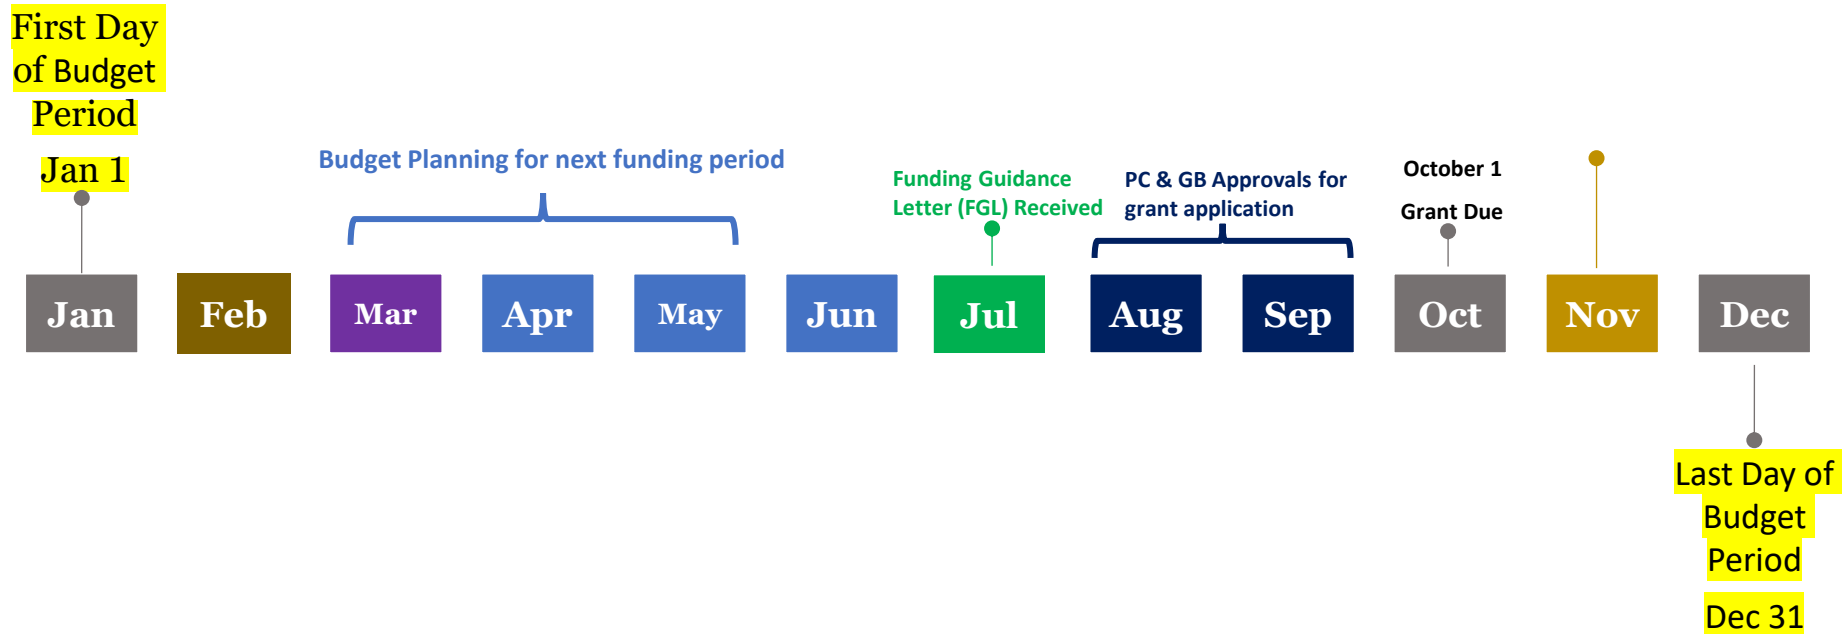 First Day
of Budget
Period
Jan 1
Budget Planning for next funding period
Funding Guidance
Letter (FGL) Received
PC & GB Approvals for
grant application
October 1
Grant Due
Jan
Feb
Mar
Apr
May
Jun
Jul
Aug
Sep
Oct
Nov
Dec
Last Day of
Budget
Period
Dec 31